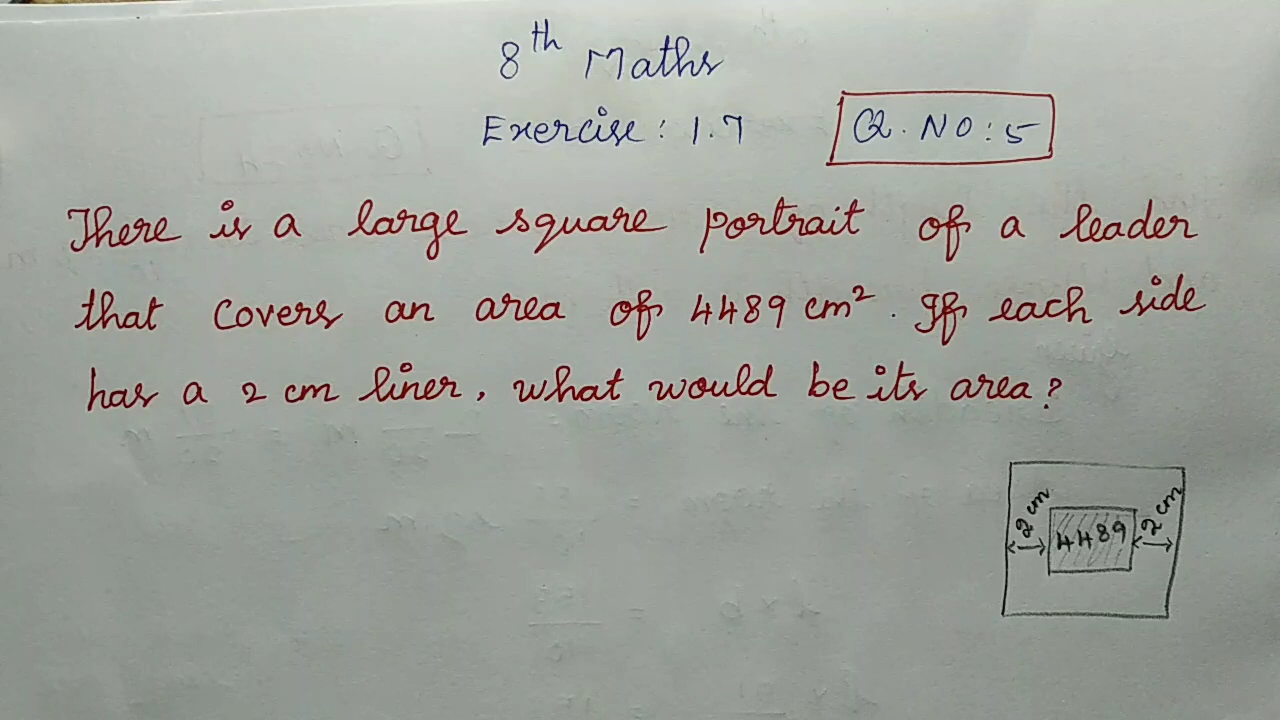 8th Maths
Exercise: 1.7
Q. NO: 5
There is a large square portrait of a leader
that covers an area of 4489 cm². If each side
has a 2 cm liner, what would be its area?
2 cm
4489
2 cm